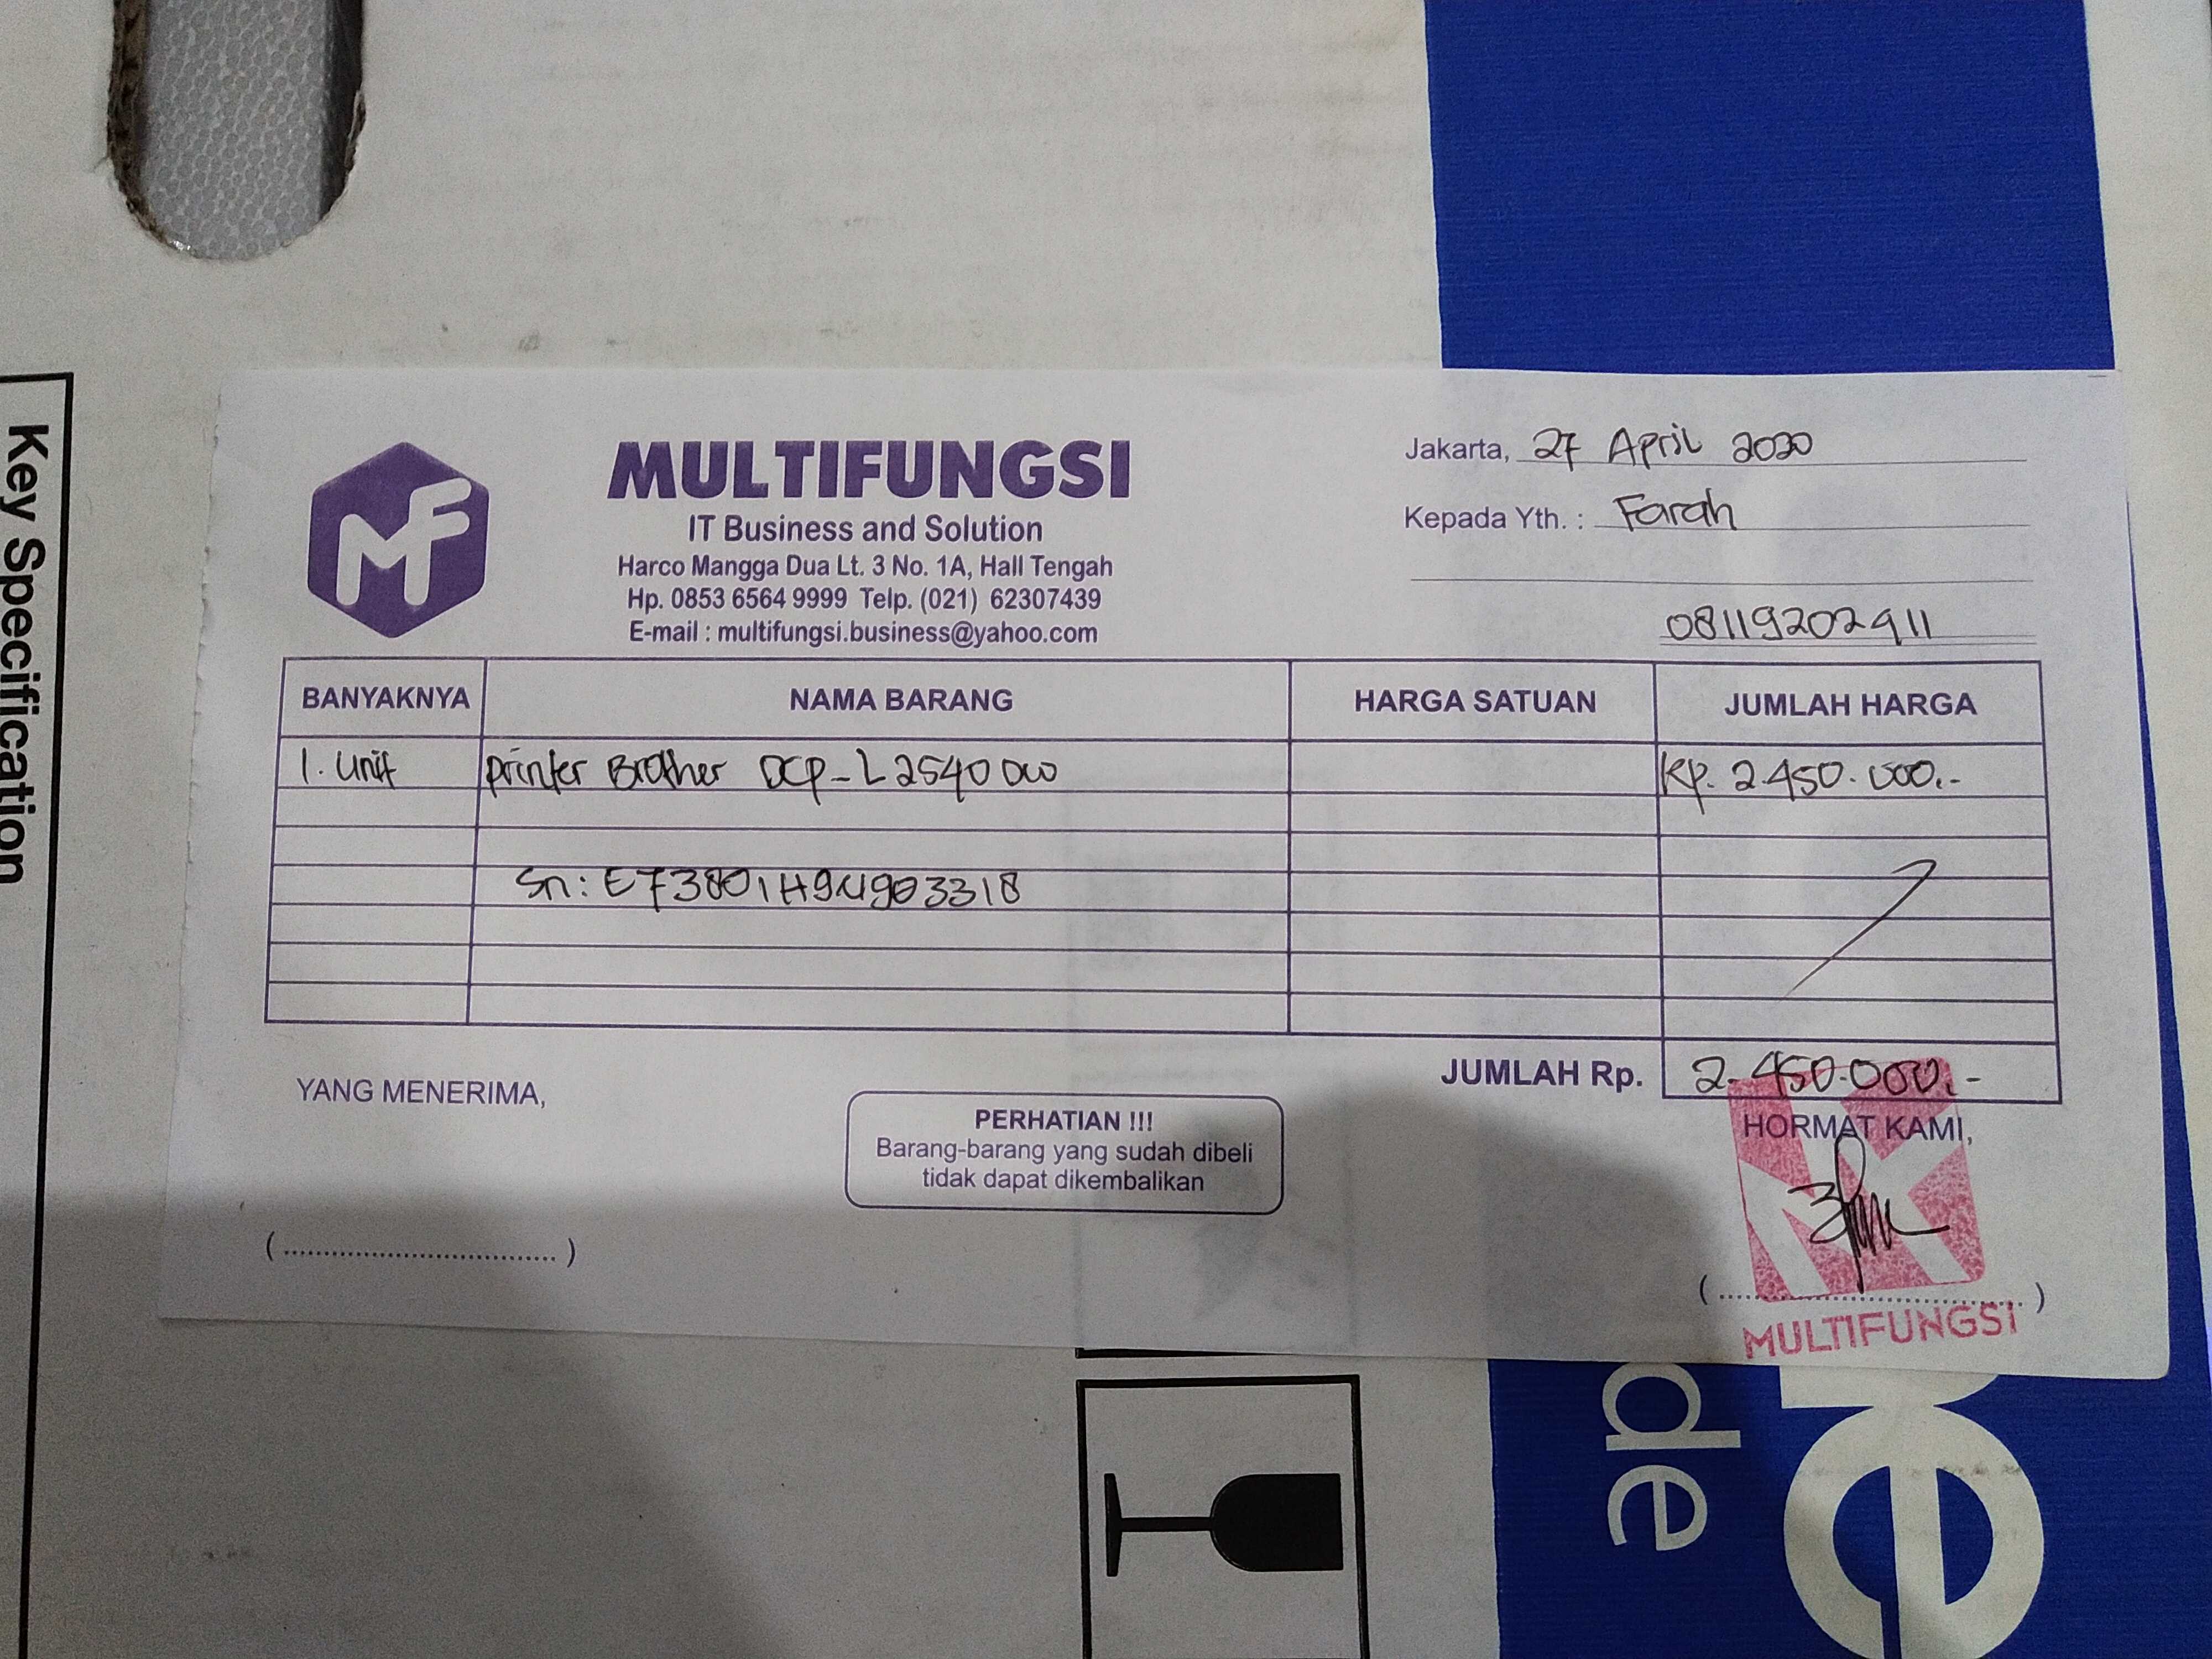 MF
MULTIFUNGSI
IT Business and Solution
Harco Mangga Dua Lt. 3 No. 1A, Hall Tengah
Hp. 0853 6564 9999 Telp. (021) 62307439
E-mail : multifungsi.business@yahoo.com
Jakarta, 27 April 2020
Kepada Yth. : Farah
BANYAKNYA NAMA BARANG HARGA SATUAN JUMLAH HARGA
1. Unit printer Brother DCP-L2540DW Rp. 2.450.000.-
Sn:
JUMLAH Rp. 2.450.000.-
YANG MENERIMA,
PERHATIAN !!!
Barang-barang yang sudah dibeli
tidak dapat dikembalikan
HORMAT KAMI,
(..............................)
(..............................)
MULTIFUNGSI
Key Specification
de